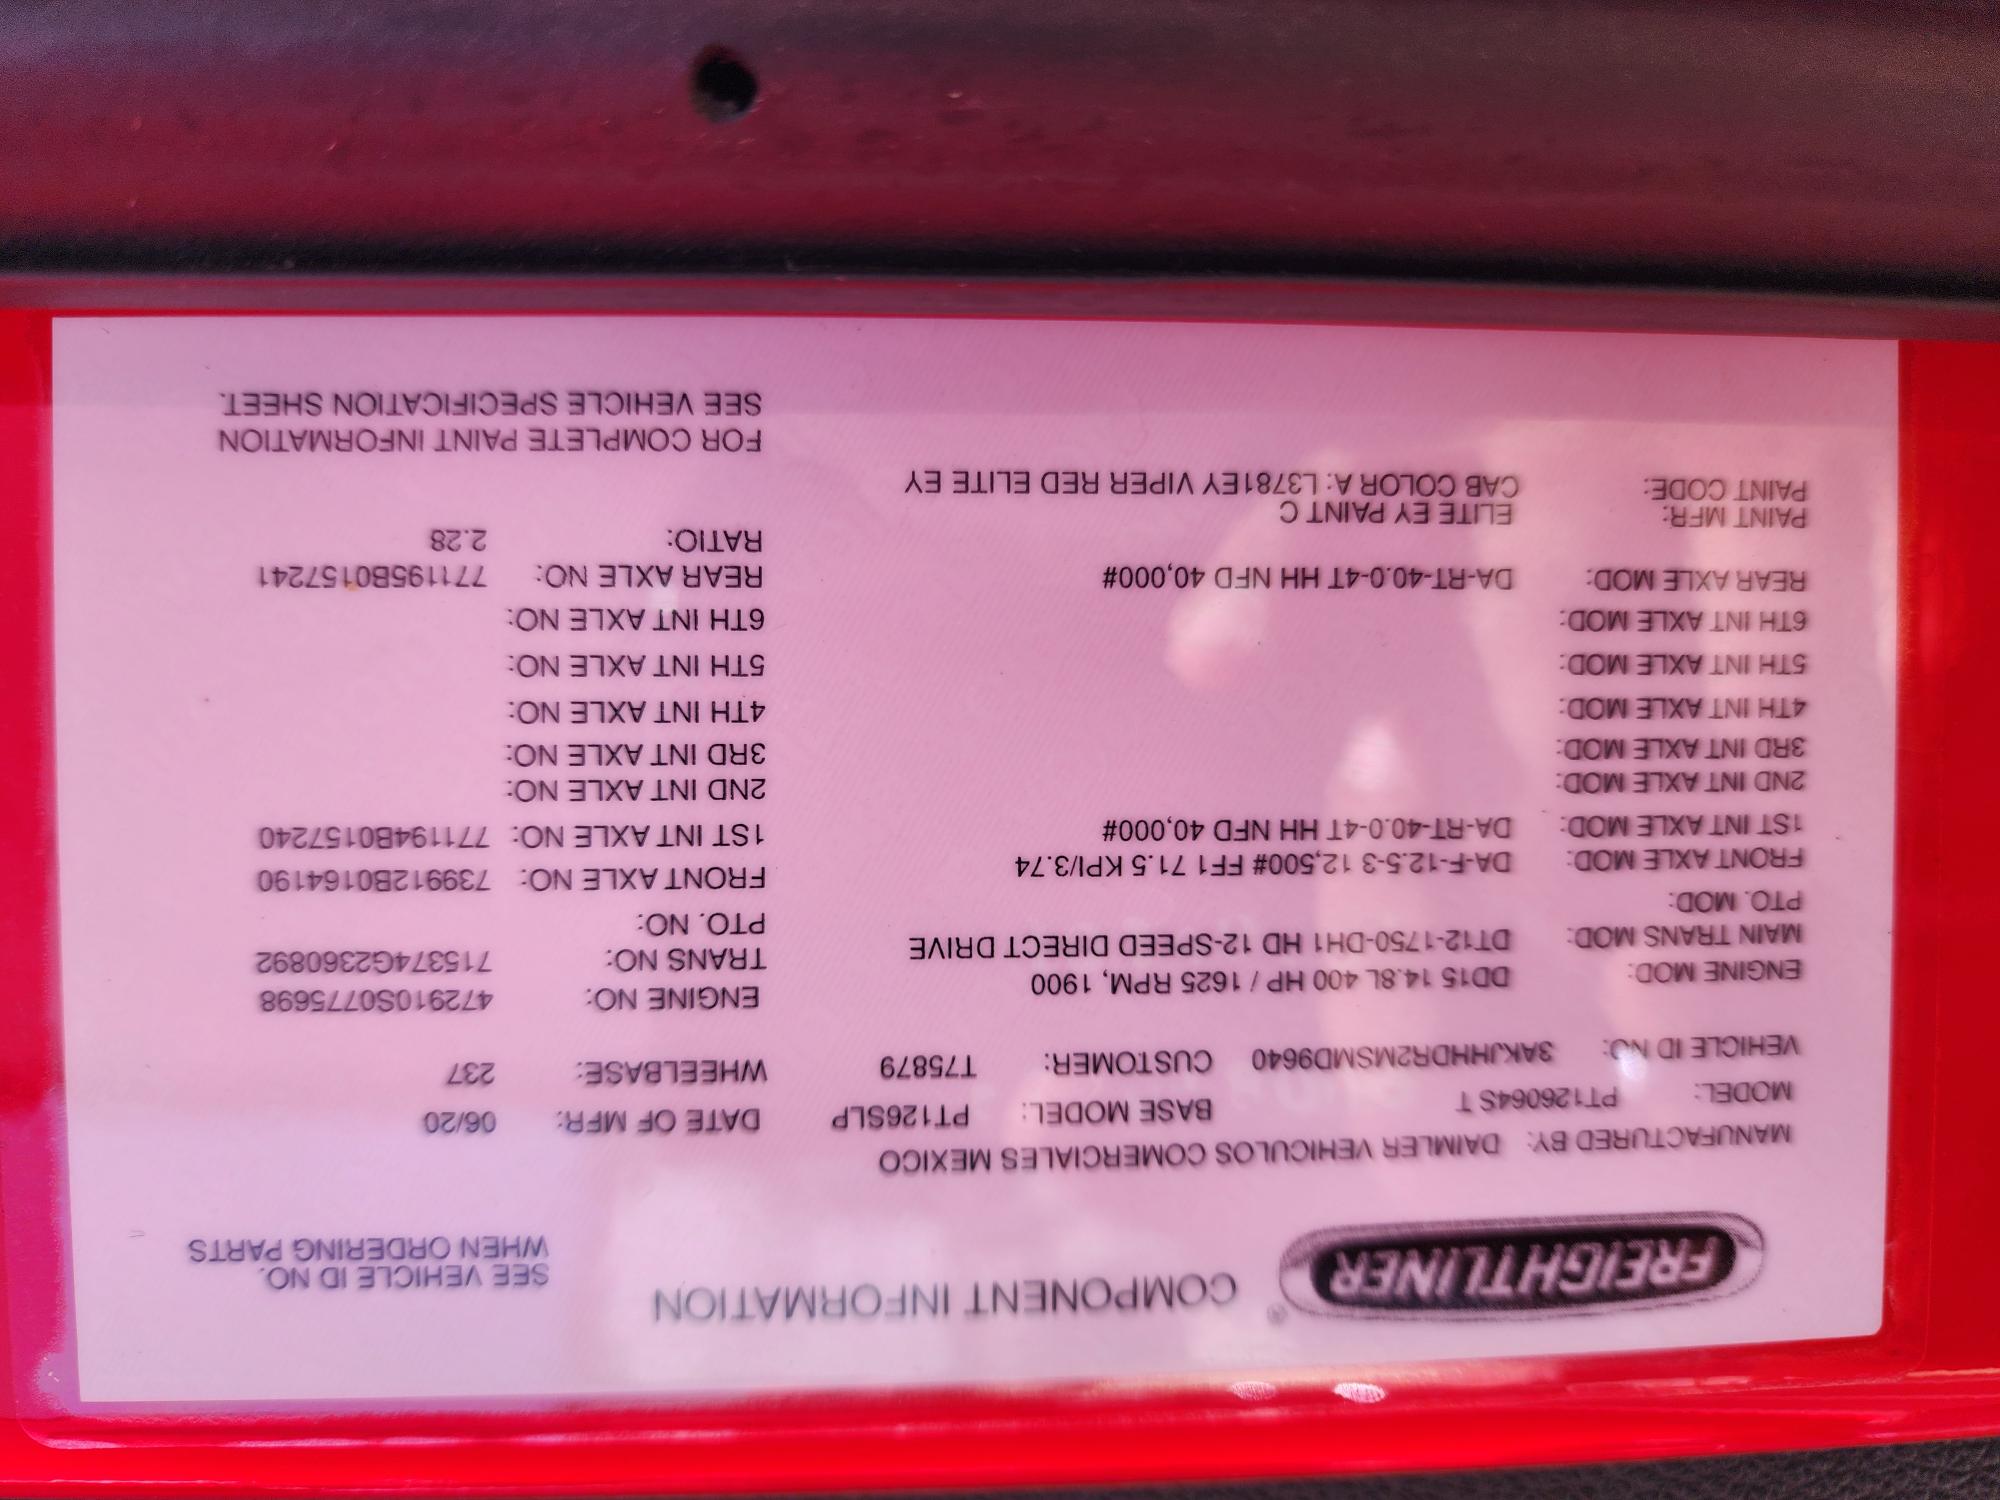 FREIGHTLINER® COMPONENT INFORMATION
SEE VEHICLE ID NO.
WHEN ORDERING PARTS
MANUFACTURED BY: DAIMLER VEHICULOS COMERCIALES MEXICO
MODEL: PT126064S T BASE MODEL: PT126SLP DATE OF MFR: 06/20
VEHICLE ID NO: 3AKJHHDR2MSMD9640 CUSTOMER: T75879 WHEELBASE: 237
ENGINE MOD: DD15 14.8L 400 HP / 1625 RPM, 1900 ENGINE NO: 472910S0775698
MAIN TRANS MOD: DT12-1750-DH1 HD 12-SPEED DIRECT DRIVE TRANS NO: 715374G2360892
PTO. MOD: PTO. NO:
FRONT AXLE MOD: DA-F-12.5-3 12,500# FF1 71.5 KPI/3.74 FRONT AXLE NO: 739912B0164190
1ST INT AXLE MOD: DA-RT-40.0-4T HH NFD 40,000# 1ST INT AXLE NO: 771194B0157240
2ND INT AXLE MOD: 2ND INT AXLE NO:
3RD INT AXLE MOD: 3RD INT AXLE NO:
4TH INT AXLE MOD: 4TH INT AXLE NO:
5TH INT AXLE MOD: 5TH INT AXLE NO:
6TH INT AXLE MOD: 6TH INT AXLE NO:
REAR AXLE MOD: DA-RT-40.0-4T HH NFD 40,000# REAR AXLE NO: 771195B0157241
RATIO: 2.28
PAINT MFR: ELITE EY PAINT C
PAINT CODE: CAB COLOR A: L3781EY VIPER RED ELITE EY
FOR COMPLETE PAINT INFORMATION
SEE VEHICLE SPECIFICATION SHEET.